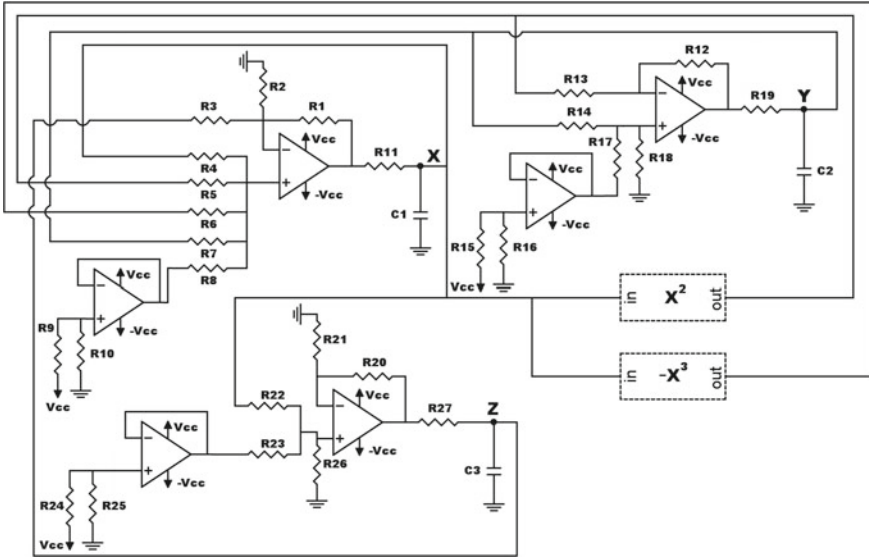 R2
R12
R13
R3
R1
R14
R19
Y
Vcc
-Vcc
R17
R18
C2
R4
R5
R6
R7
R8
Vcc
-Vcc
R11
X
C1
Vcc
-Vcc
R15
R16
Vcc
Vcc
-Vcc
R9
R10
Vcc
in
X²
out
in
-X³
out
R21
R20
R22
R23
Vcc
-Vcc
R27
Z
R26
C3
Vcc
-Vcc
R24
R25
Vcc